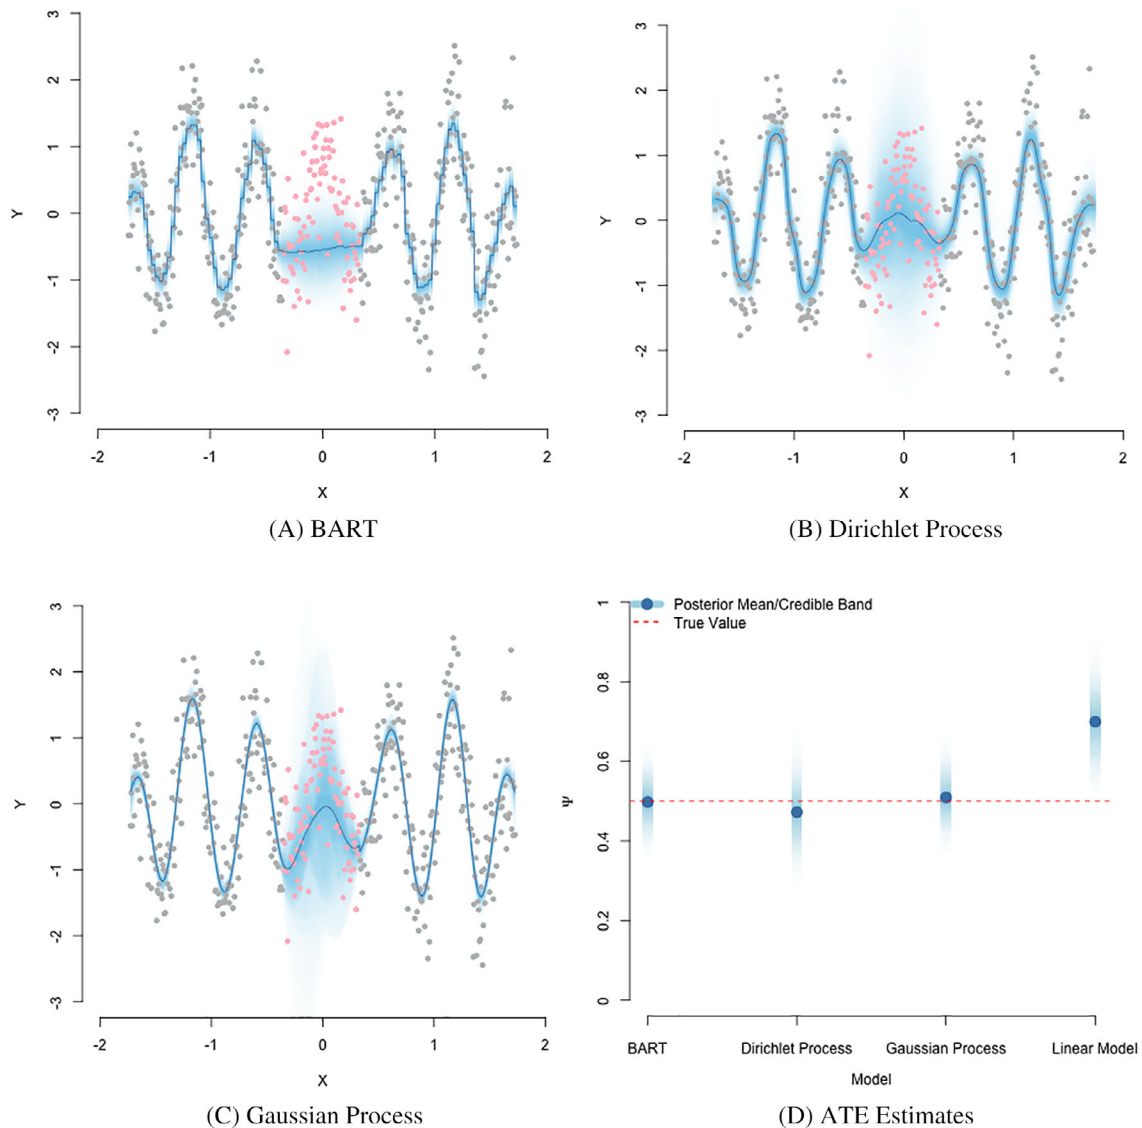 3
2
1
0
-1
-2
-3
Y
-2 -1 0 1 2
X
(A) BART
3
2
1
0
-1
-2
-3
Y
-2 -1 0 1 2
X
(B) Dirichlet Process
3
2
1
0
-1
-2
-3
Y
-2 -1 0 1 2
X
(C) Gaussian Process
Posterior Mean/Credible Band
True Value
1
0.8
0.6
0.4
0.2
0
Ψ
BART Dirichlet Process Gaussian Process Linear Model
Model
(D) ATE Estimates